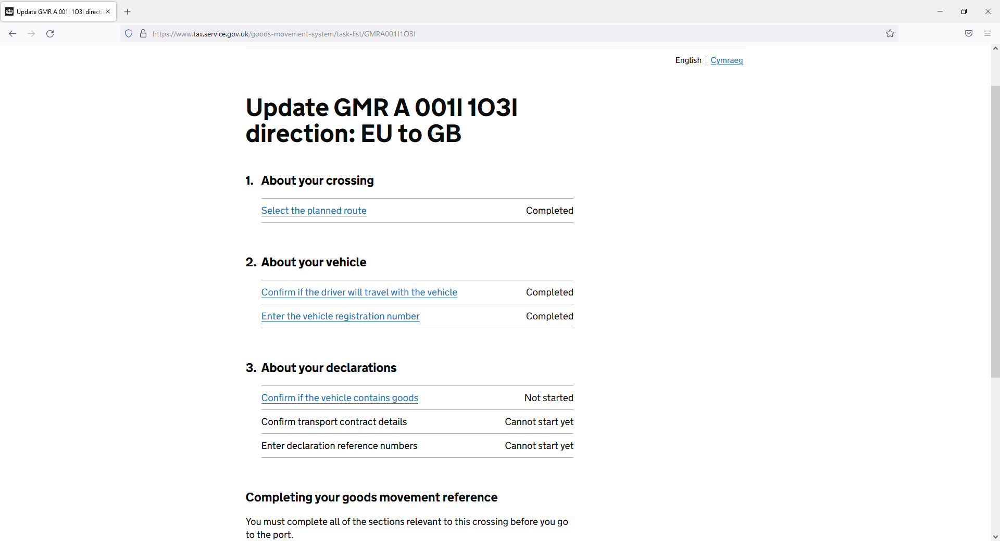 Update GMR A 001I 1O3I directi
https://www.tax.service.gov.uk/goods-movement-system/task-list/GMRA001I1O3I
English | Cymraeg
Update GMR A 001I 1O3I
direction: EU to GB
1. About your crossing
Select the planned route Completed
2. About your vehicle
Confirm if the driver will travel with the vehicle Completed
Enter the vehicle registration number Completed
3. About your declarations
Confirm if the vehicle contains goods Not started
Confirm transport contract details Cannot start yet
Enter declaration reference numbers Cannot start yet
Completing your goods movement reference
You must complete all of the sections relevant to this crossing before you go
to the port.